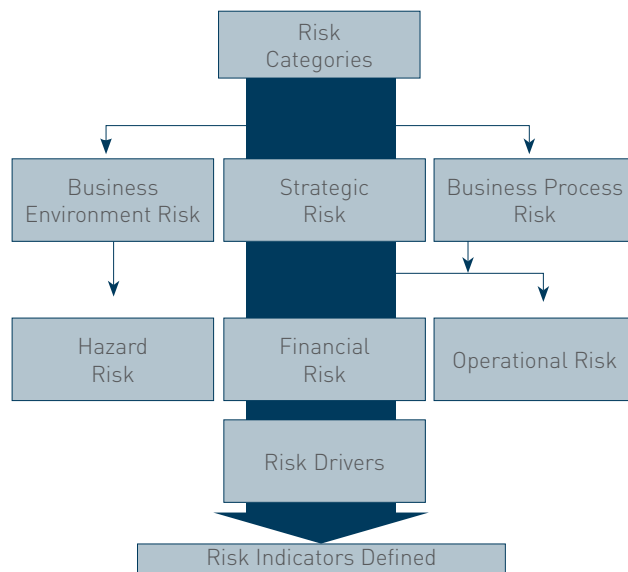 Risk
Categories
Business
Environment Risk
Strategic
Risk
Business Process
Risk
Hazard
Risk
Financial
Risk
Operational Risk
Risk Drivers
Risk Indicators Defined